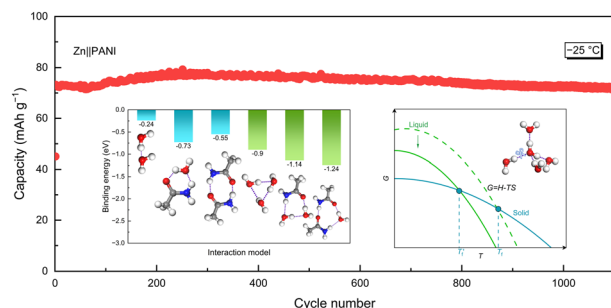 100
80
60
40
20
0
Capacity (mAh g⁻¹)
Zn||PANI
−25 °C
0.0
−0.5
−1.0
−1.5
−2.0
−2.5
−3.0
Binding energy (eV)
-0.24
-0.73
-0.55
-0.9
-1.14
-1.24
Interaction model
G
Liquid
G=H-TS
Solid
T
0
200
400
600
800
1000
Cycle number